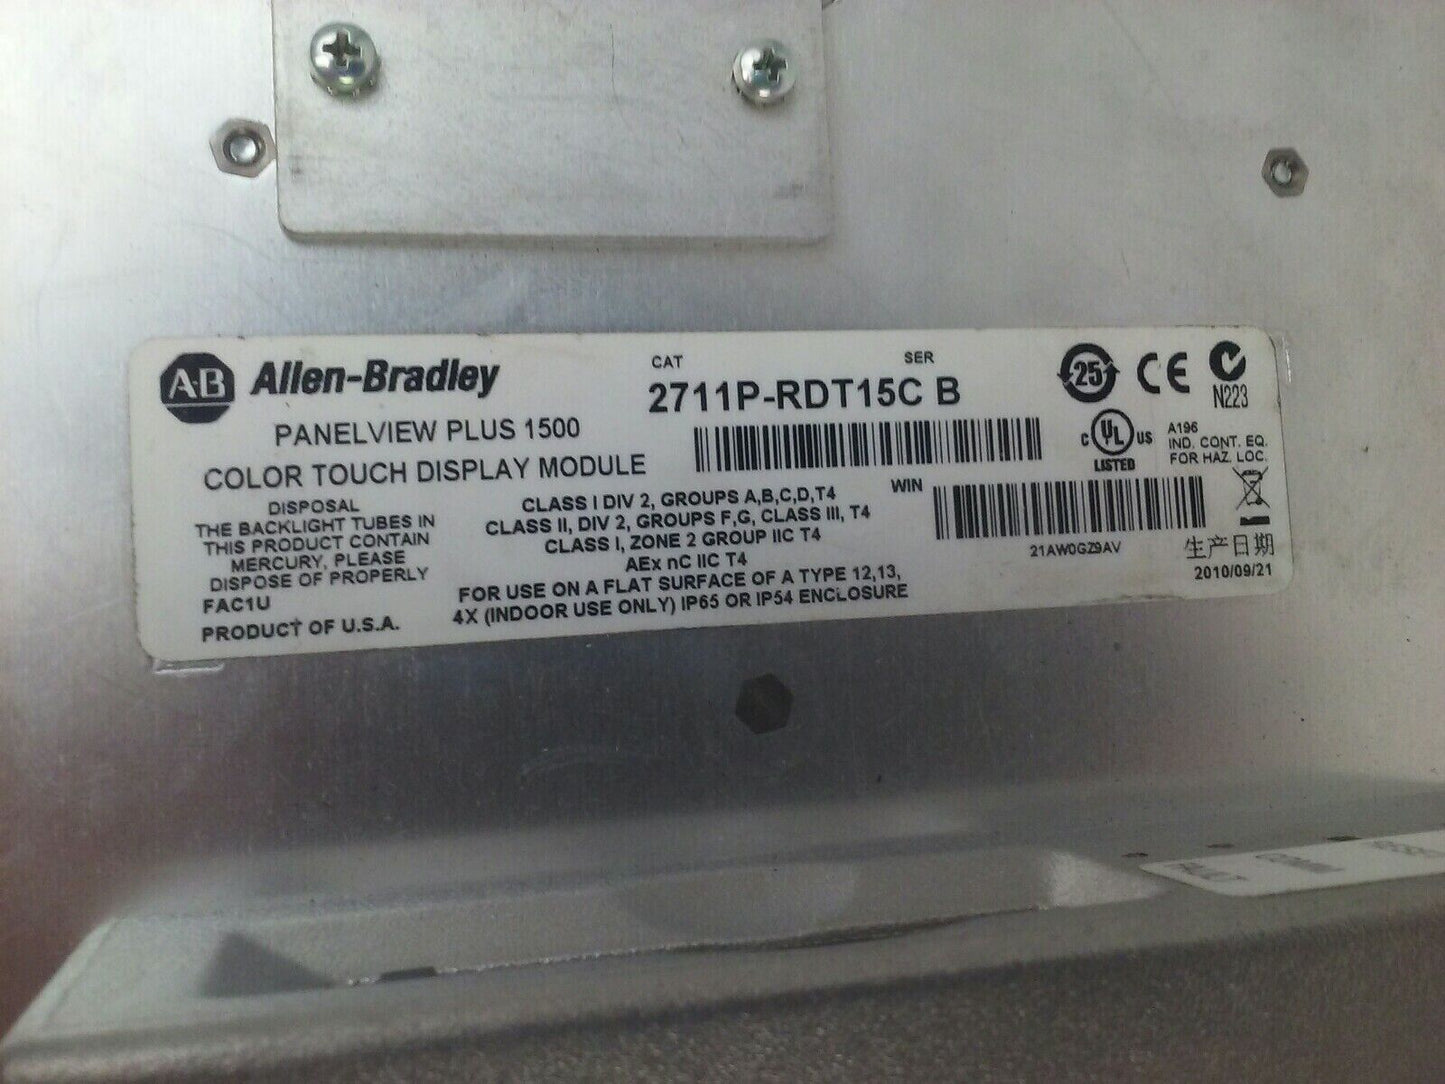 A·B Allen-Bradley
PANELVIEW PLUS 1500
COLOR TOUCH DISPLAY MODULE
DISPOSAL
THE BACKLIGHT TUBES IN
THIS PRODUCT CONTAIN
MERCURY, PLEASE
DISPOSE OF PROPERLY
FAC1U
PRODUCT OF U.S.A.
CAT SER
2711P-RDT15C B
CLASS I DIV 2, GROUPS A,B,C,D,T4
CLASS II, DIV 2, GROUPS F,G, CLASS III, T4
CLASS I, ZONE 2 GROUP IIC T4
AEx nC IIC T4
FOR USE ON A FLAT SURFACE OF A TYPE 12,13,
4X (INDOOR USE ONLY) IP65 OR IP54 ENCLOSURE
WIN
21AW0GZ9AV
25 CE
N223
C UL US
LISTED
A196
IND. CONT. EQ.
FOR HAZ. LOC.
生产日期
2010/09/21
FAULT COMM